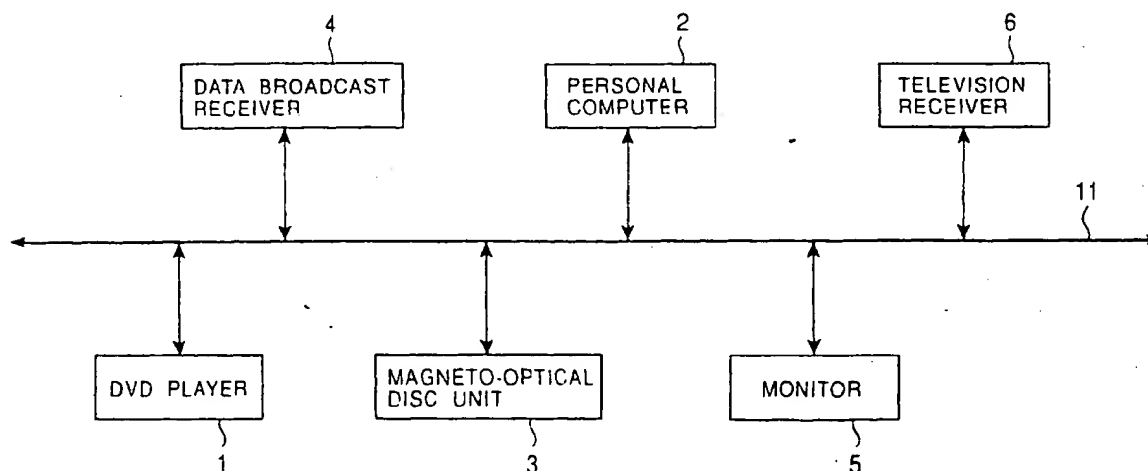 4
2
6
DATA BROADCAST
RECEIVER
PERSONAL
COMPUTER
TELEVISION
RECEIVER
11
DVD PLAYER
MAGNETO-OPTICAL
DISC UNIT
MONITOR
1
3
5